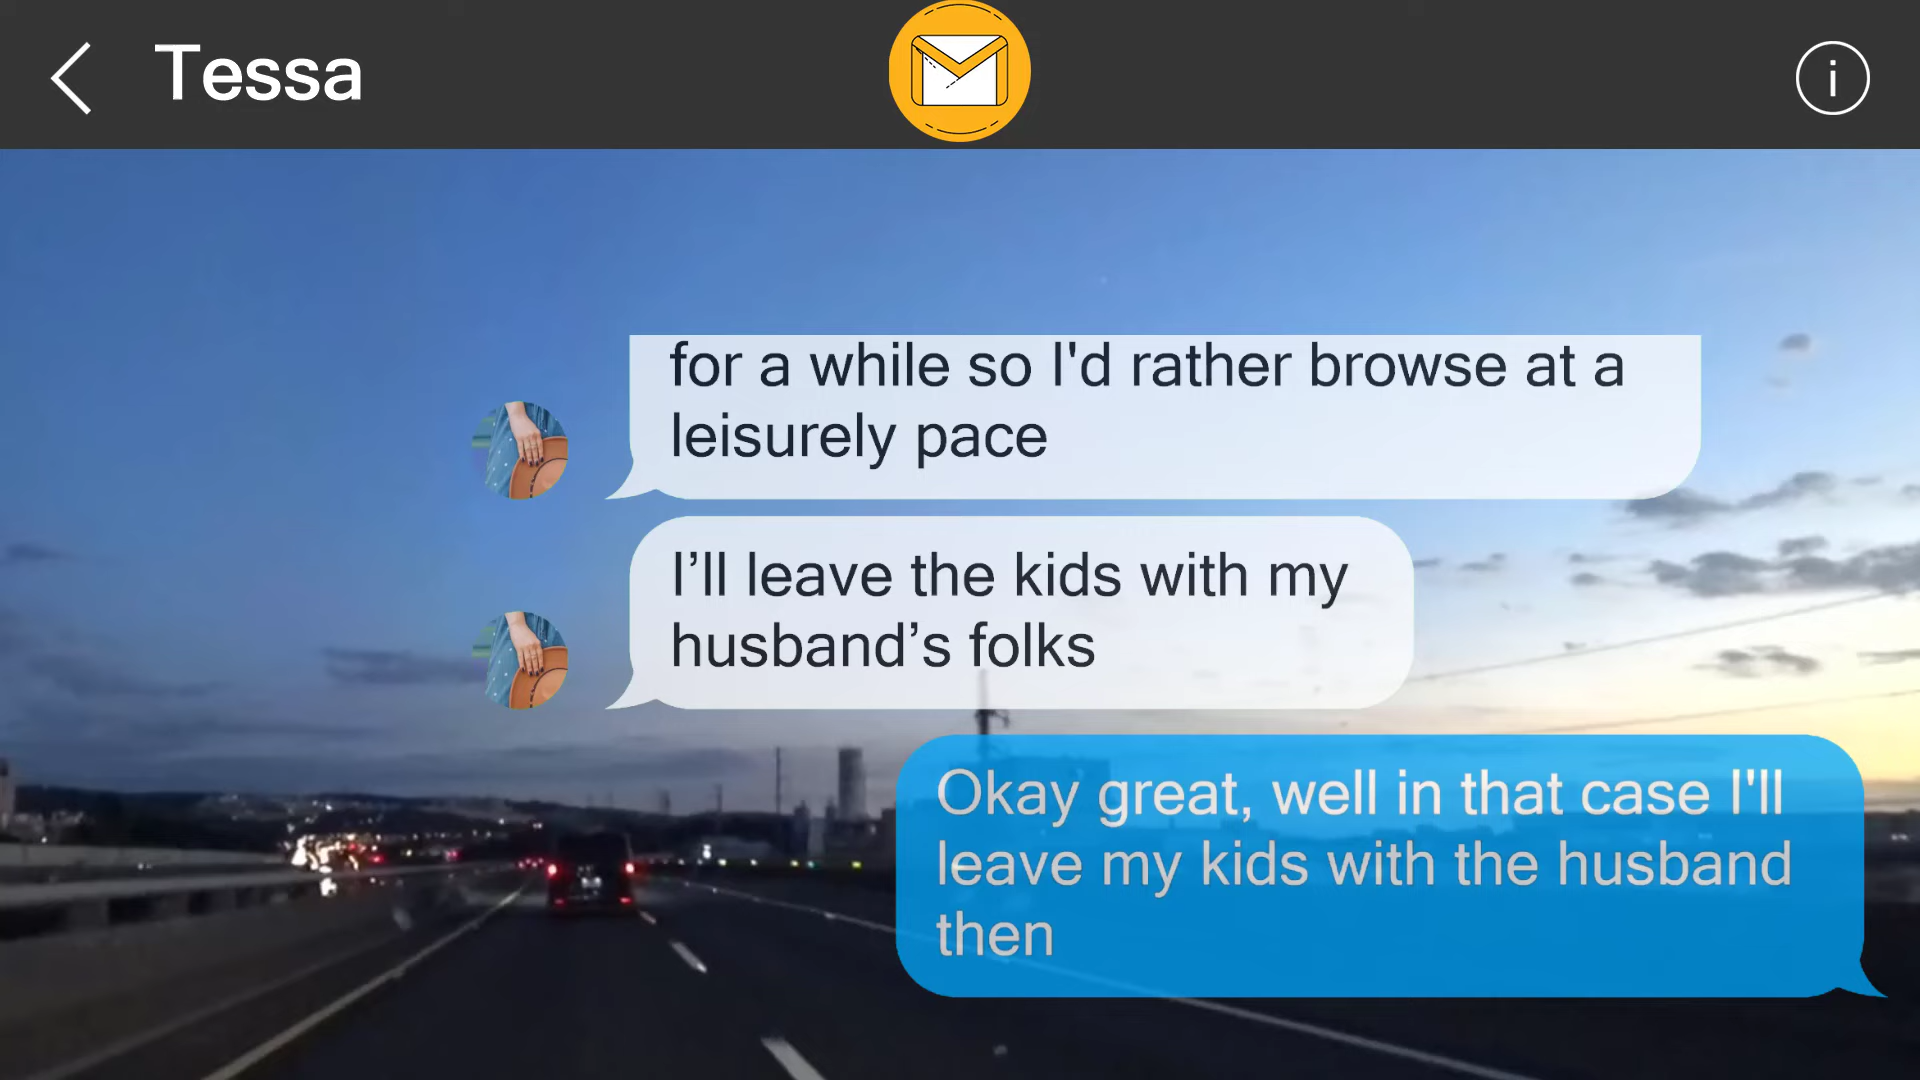 Tessa
for a while so I'd rather browse at a
leisurely pace
I’ll leave the kids with my
husband’s folks
Okay great, well in that case I'll
leave my kids with the husband
then